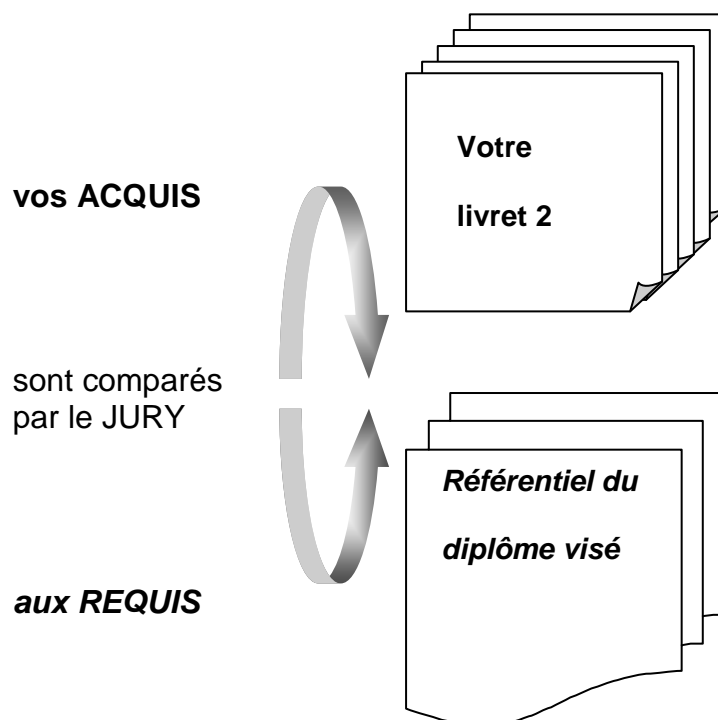 vos ACQUIS
Votre
livret 2
sont comparés
par le JURY
Référentiel du
diplôme visé
aux REQUIS